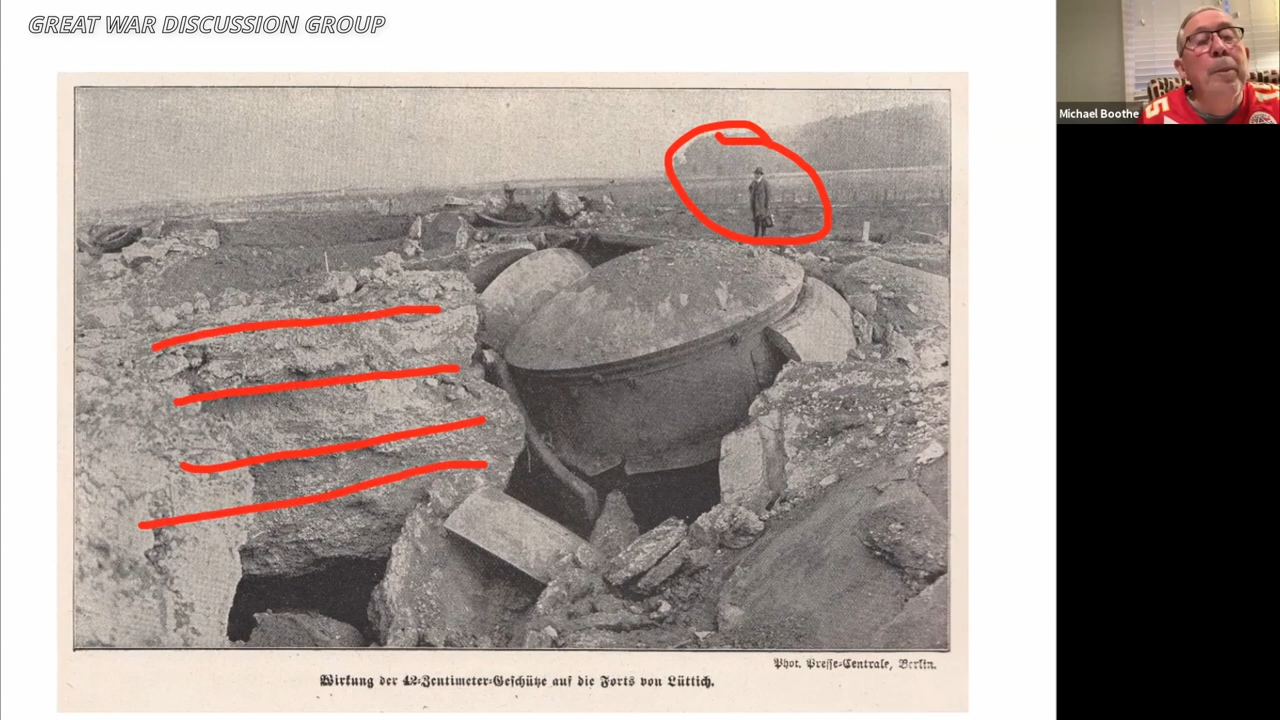 GREAT WAR DISCUSSION GROUP
Michael Boothe
Phot. Presse-Centrale, Berlin.
Wirkung der 42-Zentimeter-Geschütze auf die Forts von Lüttich.